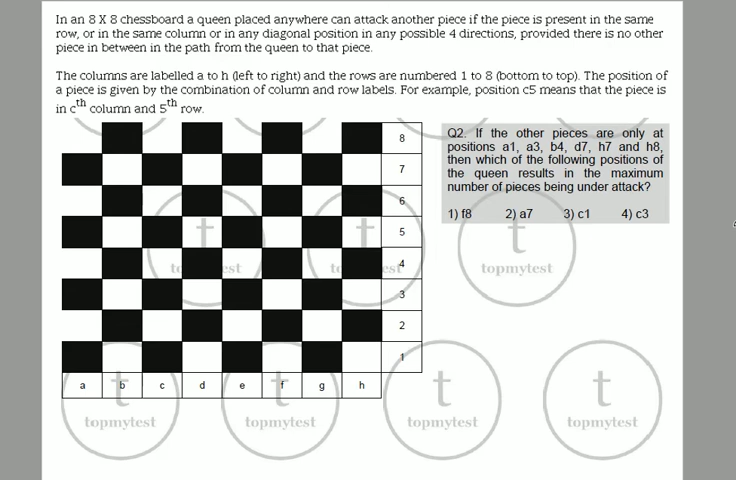 In an 8 X 8 chessboard a queen placed anywhere can attack another piece if the piece is present in the same
row, or in the same column or in any diagonal position in any possible 4 directions, provided there is no other
piece in between in the path from the queen to that piece.
The columns are labelled a to h (left to right) and the rows are numbered 1 to 8 (bottom to top). The position of
a piece is given by the combination of column and row labels. For example, position c5 means that the piece is
in cth column and 5th row.
Q2. If the other pieces are only at
positions a1, a3, b4, d7, h7 and h8,
then which of the following positions of
the queen results in the maximum
number of pieces being under attack?
1) f8 2) a7 3) c1 4) c3
8
7
6
5
4
3
2
1
a b c d e f g h
t t t
topmytest
t t t t
topmytest topmytest topmytest topmytest